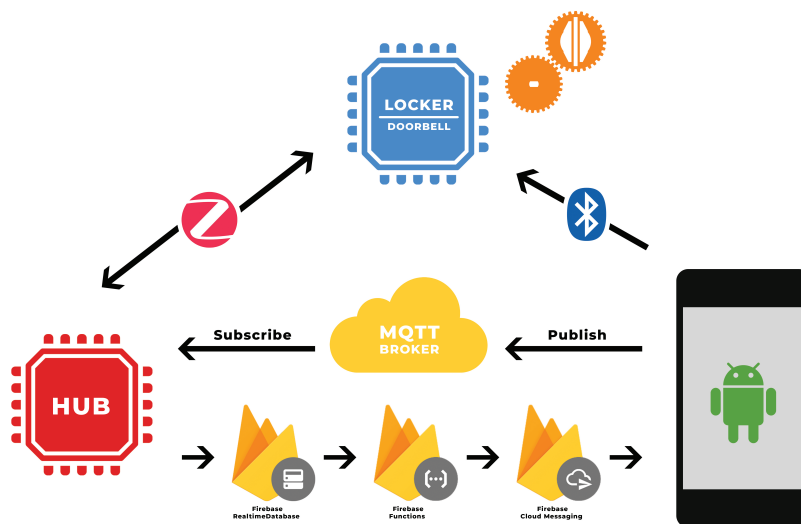 LOCKER
DOORBELL
Subscribe
MQTT
BROKER
Publish
HUB
Firebase
RealtimeDatabase
Firebase
Functions
Firebase
Cloud Messaging